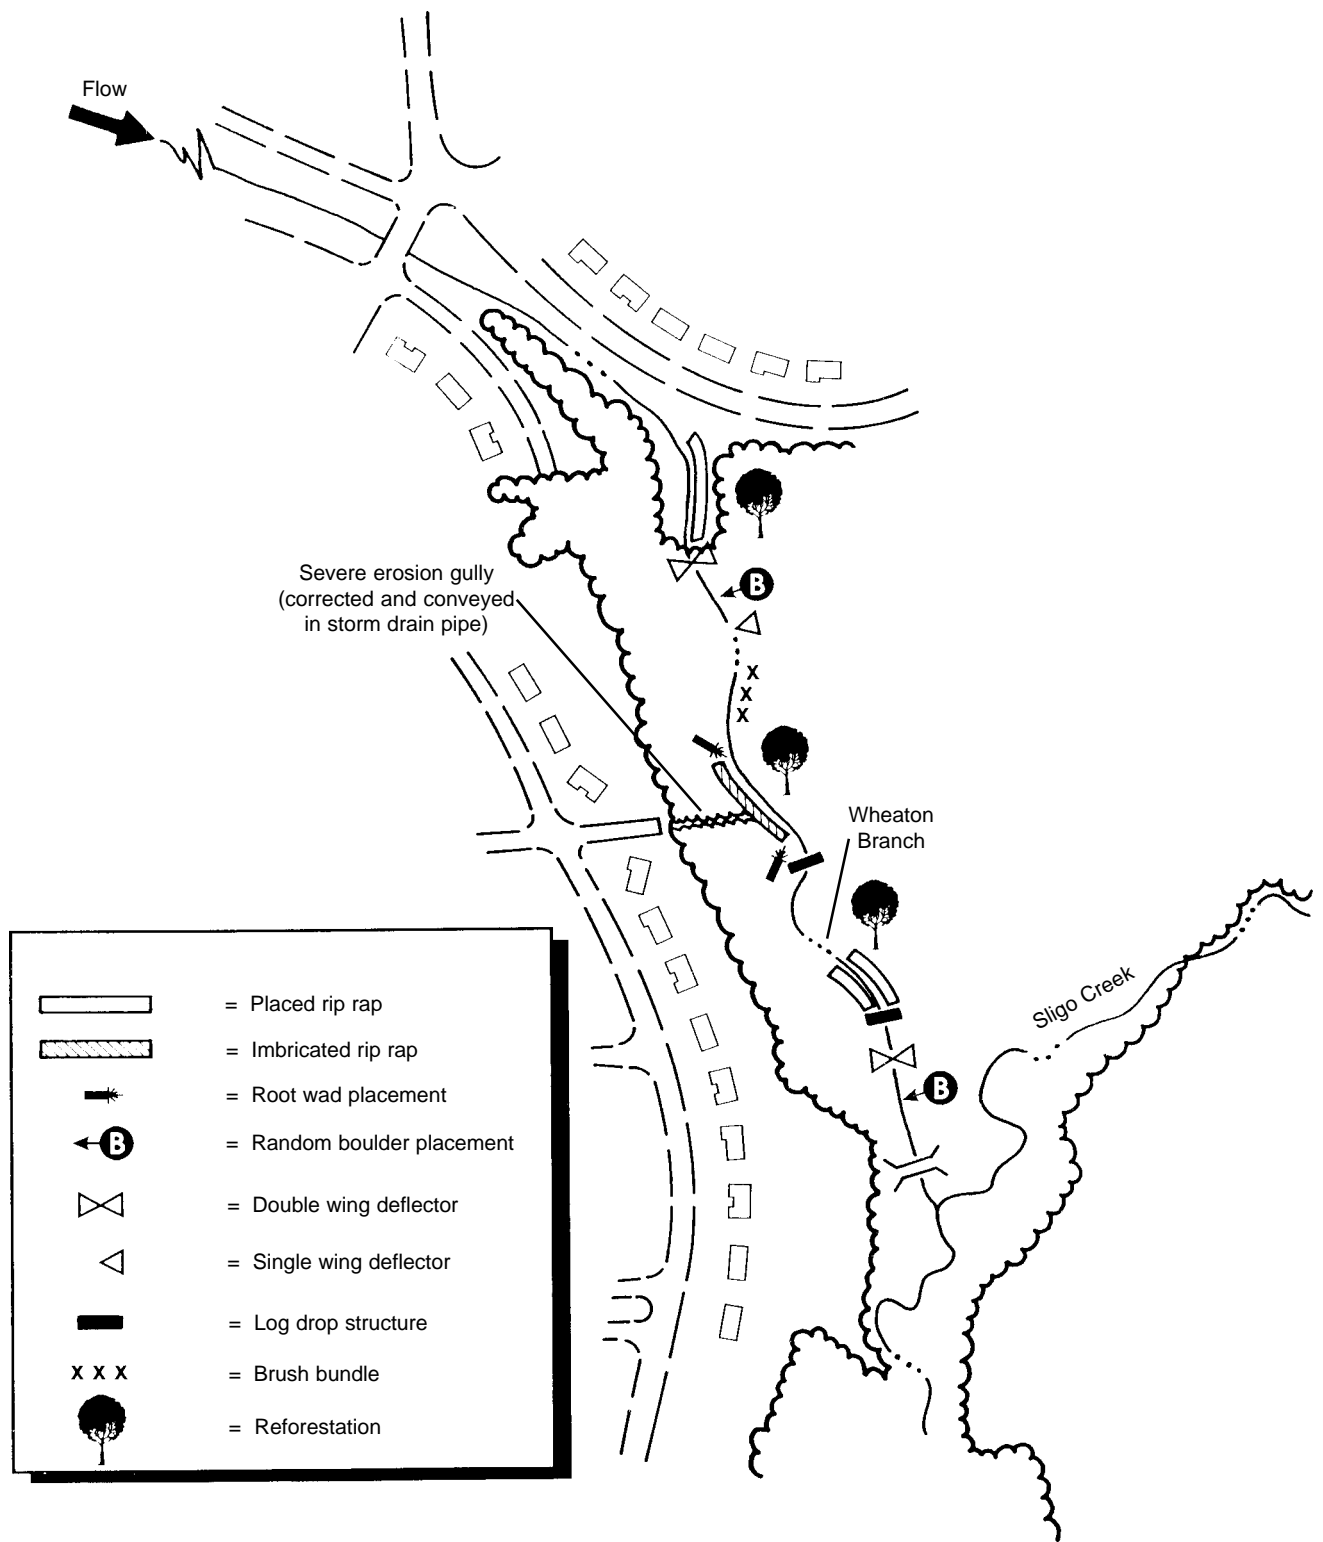 Flow
B
Severe erosion gully
(corrected and conveyed
in storm drain pipe)
X
X
X
Wheaton
Branch
Sligo Creek
B
= Placed rip rap
= Imbricated rip rap
= Root wad placement
B = Random boulder placement
= Double wing deflector
= Single wing deflector
= Log drop structure
X X X = Brush bundle
= Reforestation